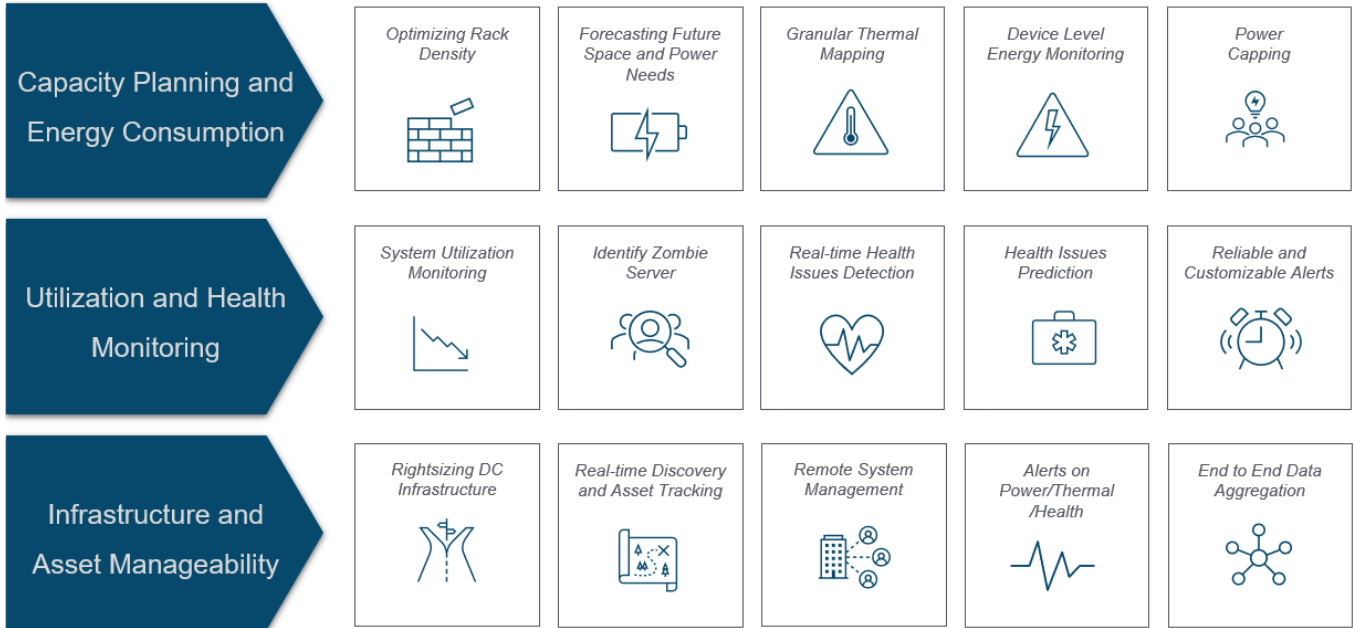 Capacity Planning and
Energy Consumption
Optimizing Rack
Density
Forecasting Future
Space and Power
Needs
Granular Thermal
Mapping
Device Level
Energy Monitoring
Power
Capping
Utilization and Health
Monitoring
System Utilization
Monitoring
Identify Zombie
Server
Real-time Health
Issues Detection
Health Issues
Prediction
Reliable and
Customizable Alerts
Infrastructure and
Asset Manageability
Rightsizing DC
Infrastructure
Real-time Discovery
and Asset Tracking
Remote System
Management
Alerts on
Power/Thermal
/Health
End to End Data
Aggregation